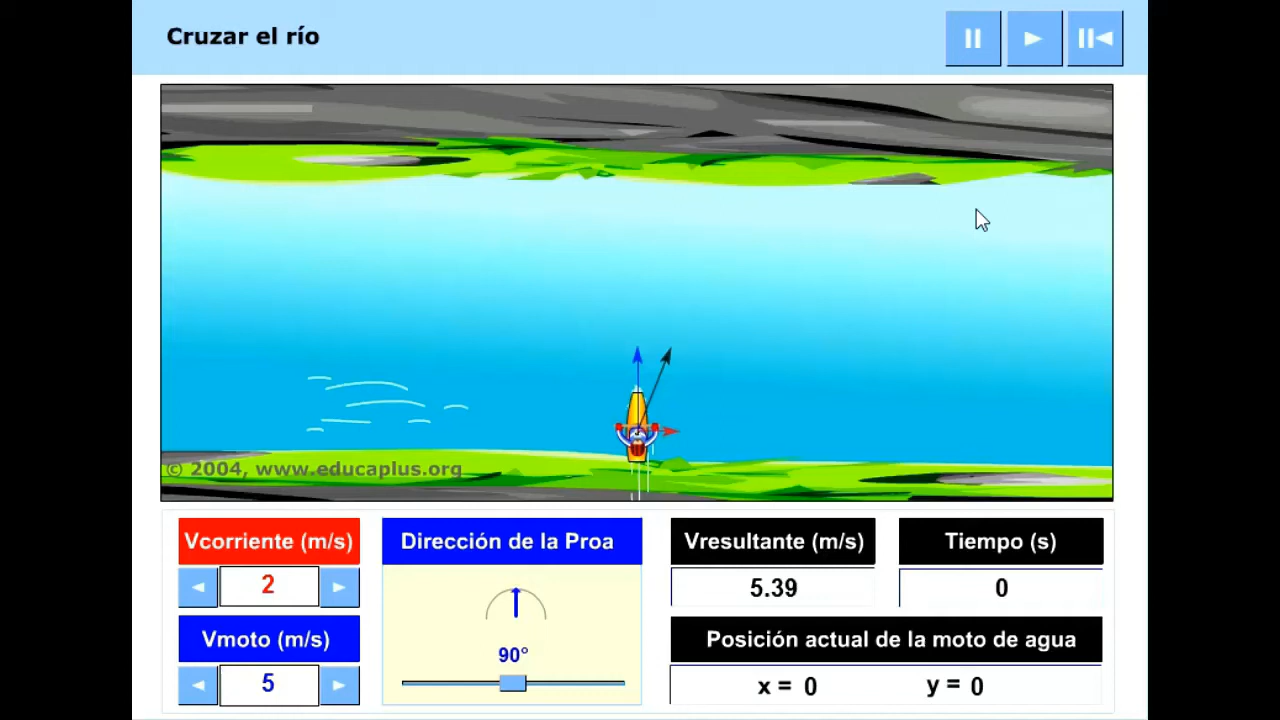 Cruzar el río
© 2004, www.educaplus.org
Vcorriente (m/s)
2
Vmoto (m/s)
5
Dirección de la Proa
90°
Vresultante (m/s)
5.39
Tiempo (s)
0
Posición actual de la moto de agua
x = 0 y = 0